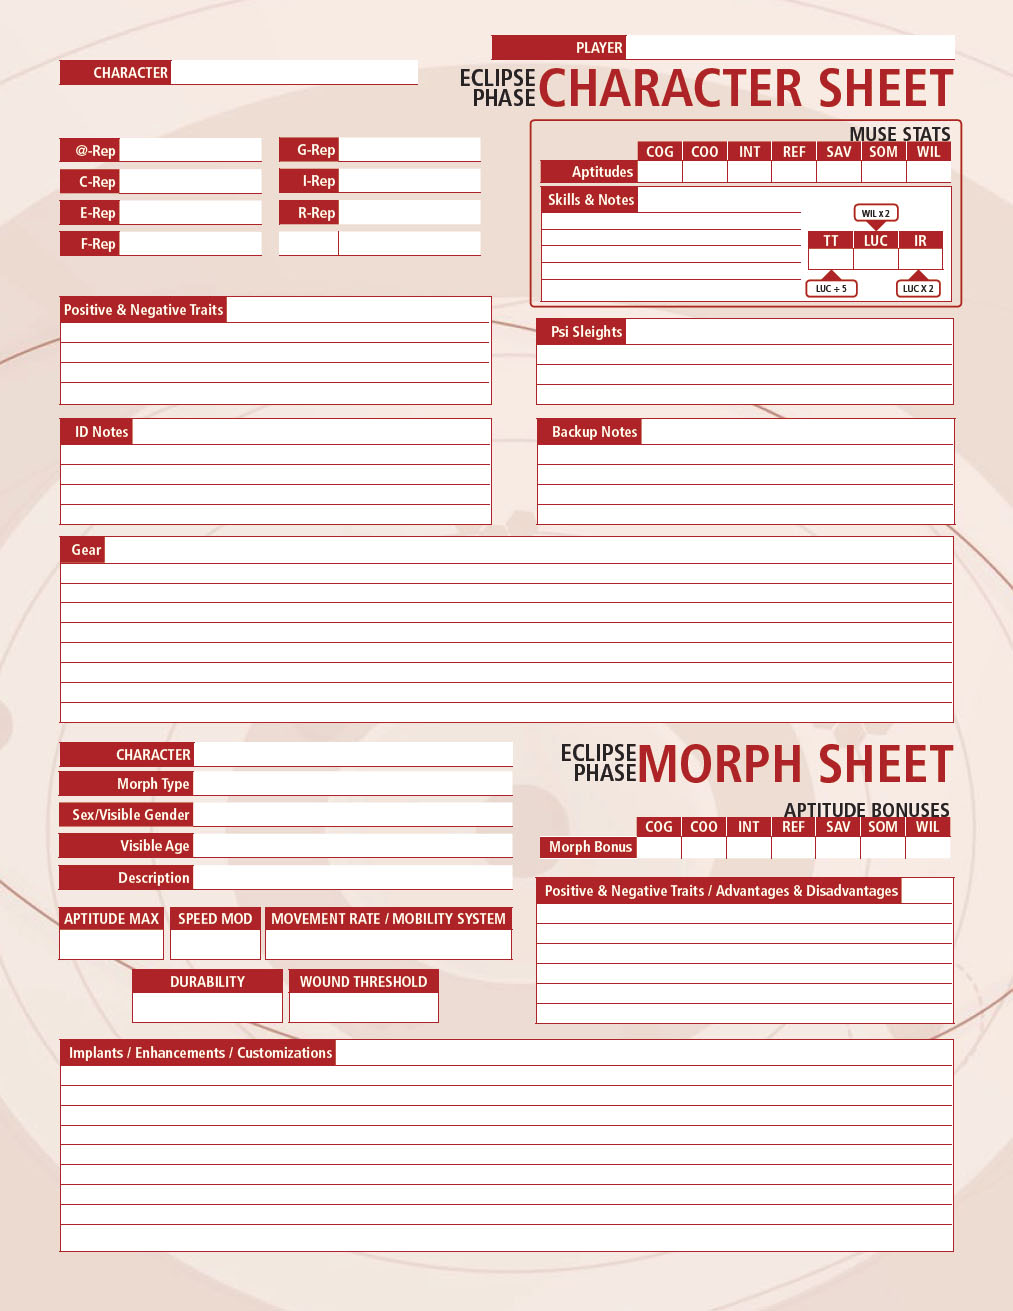 PLAYER
CHARACTER
ECLIPSE PHASE CHARACTER SHEET
@-Rep
C-Rep
E-Rep
F-Rep
G-Rep
I-Rep
R-Rep
MUSE STATS
COG COO INT REF SAV SOM WIL
Aptitudes
Skills & Notes
WIL x 2
TT LUC IR
LUC ÷ 5 LUC X 2
Positive & Negative Traits
Psi Sleights
ID Notes
Backup Notes
Gear
CHARACTER
Morph Type
Sex/Visible Gender
Visible Age
Description
ECLIPSE PHASE MORPH SHEET
APTITUDE BONUSES
COG COO INT REF SAV SOM WIL
Morph Bonus
Positive & Negative Traits / Advantages & Disadvantages
APTITUDE MAX SPEED MOD MOVEMENT RATE / MOBILITY SYSTEM
DURABILITY WOUND THRESHOLD
Implants / Enhancements / Customizations